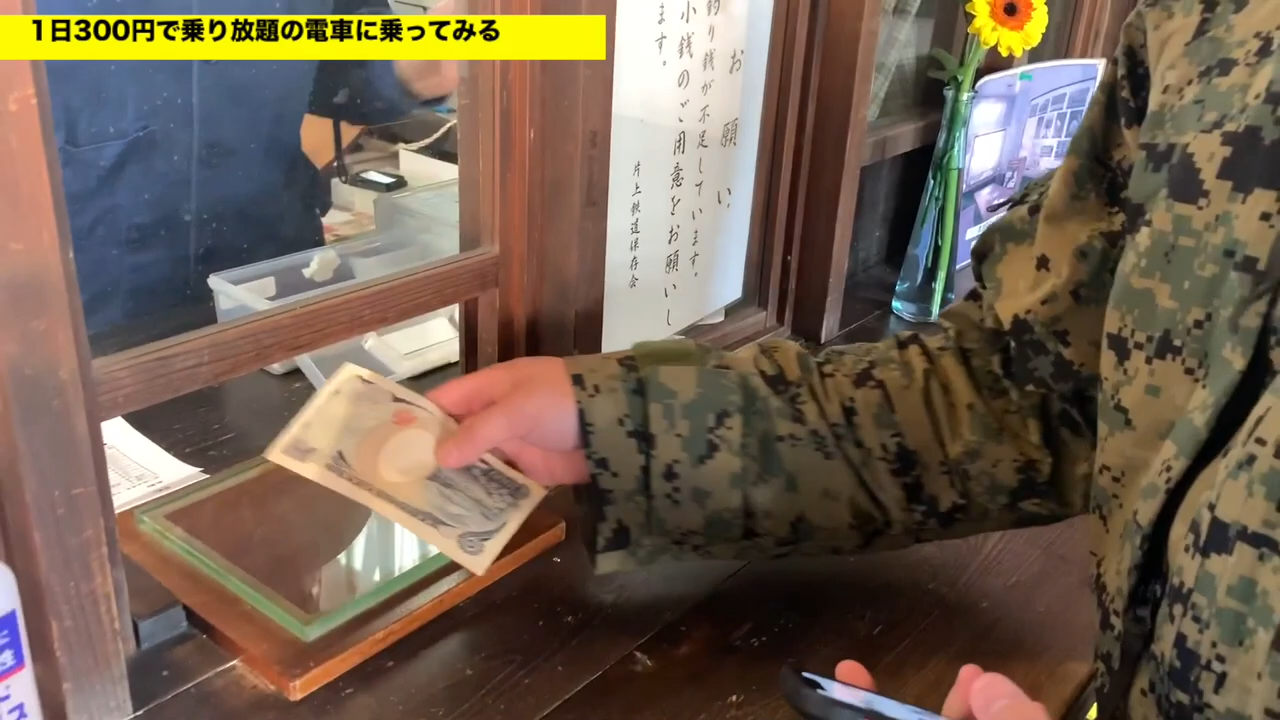 1日300円で乗り放題の電車に乗ってみる
お願い
釣り銭が不足しています。
小銭のご用意をお願いし
ます。
片上鉄道保存会